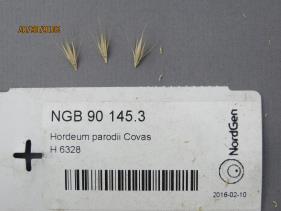 NGB 90 145.3
Hordeum parodii Covas
H 6328
NordGen
2016-02-10